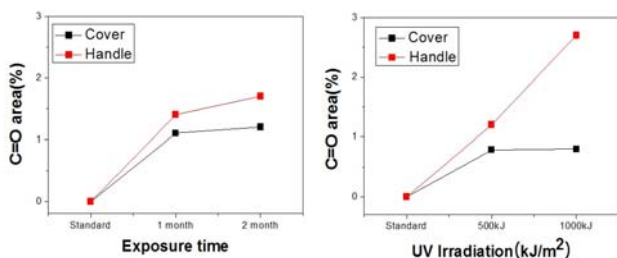 3
2
1
0
C=O area(%)
Cover
Handle
Standard 1 month 2 month
Exposure time
3
2
1
0
C=O area(%)
Cover
Handle
Standard 500kJ 1000kJ
UV Irradiation(kJ/m²)